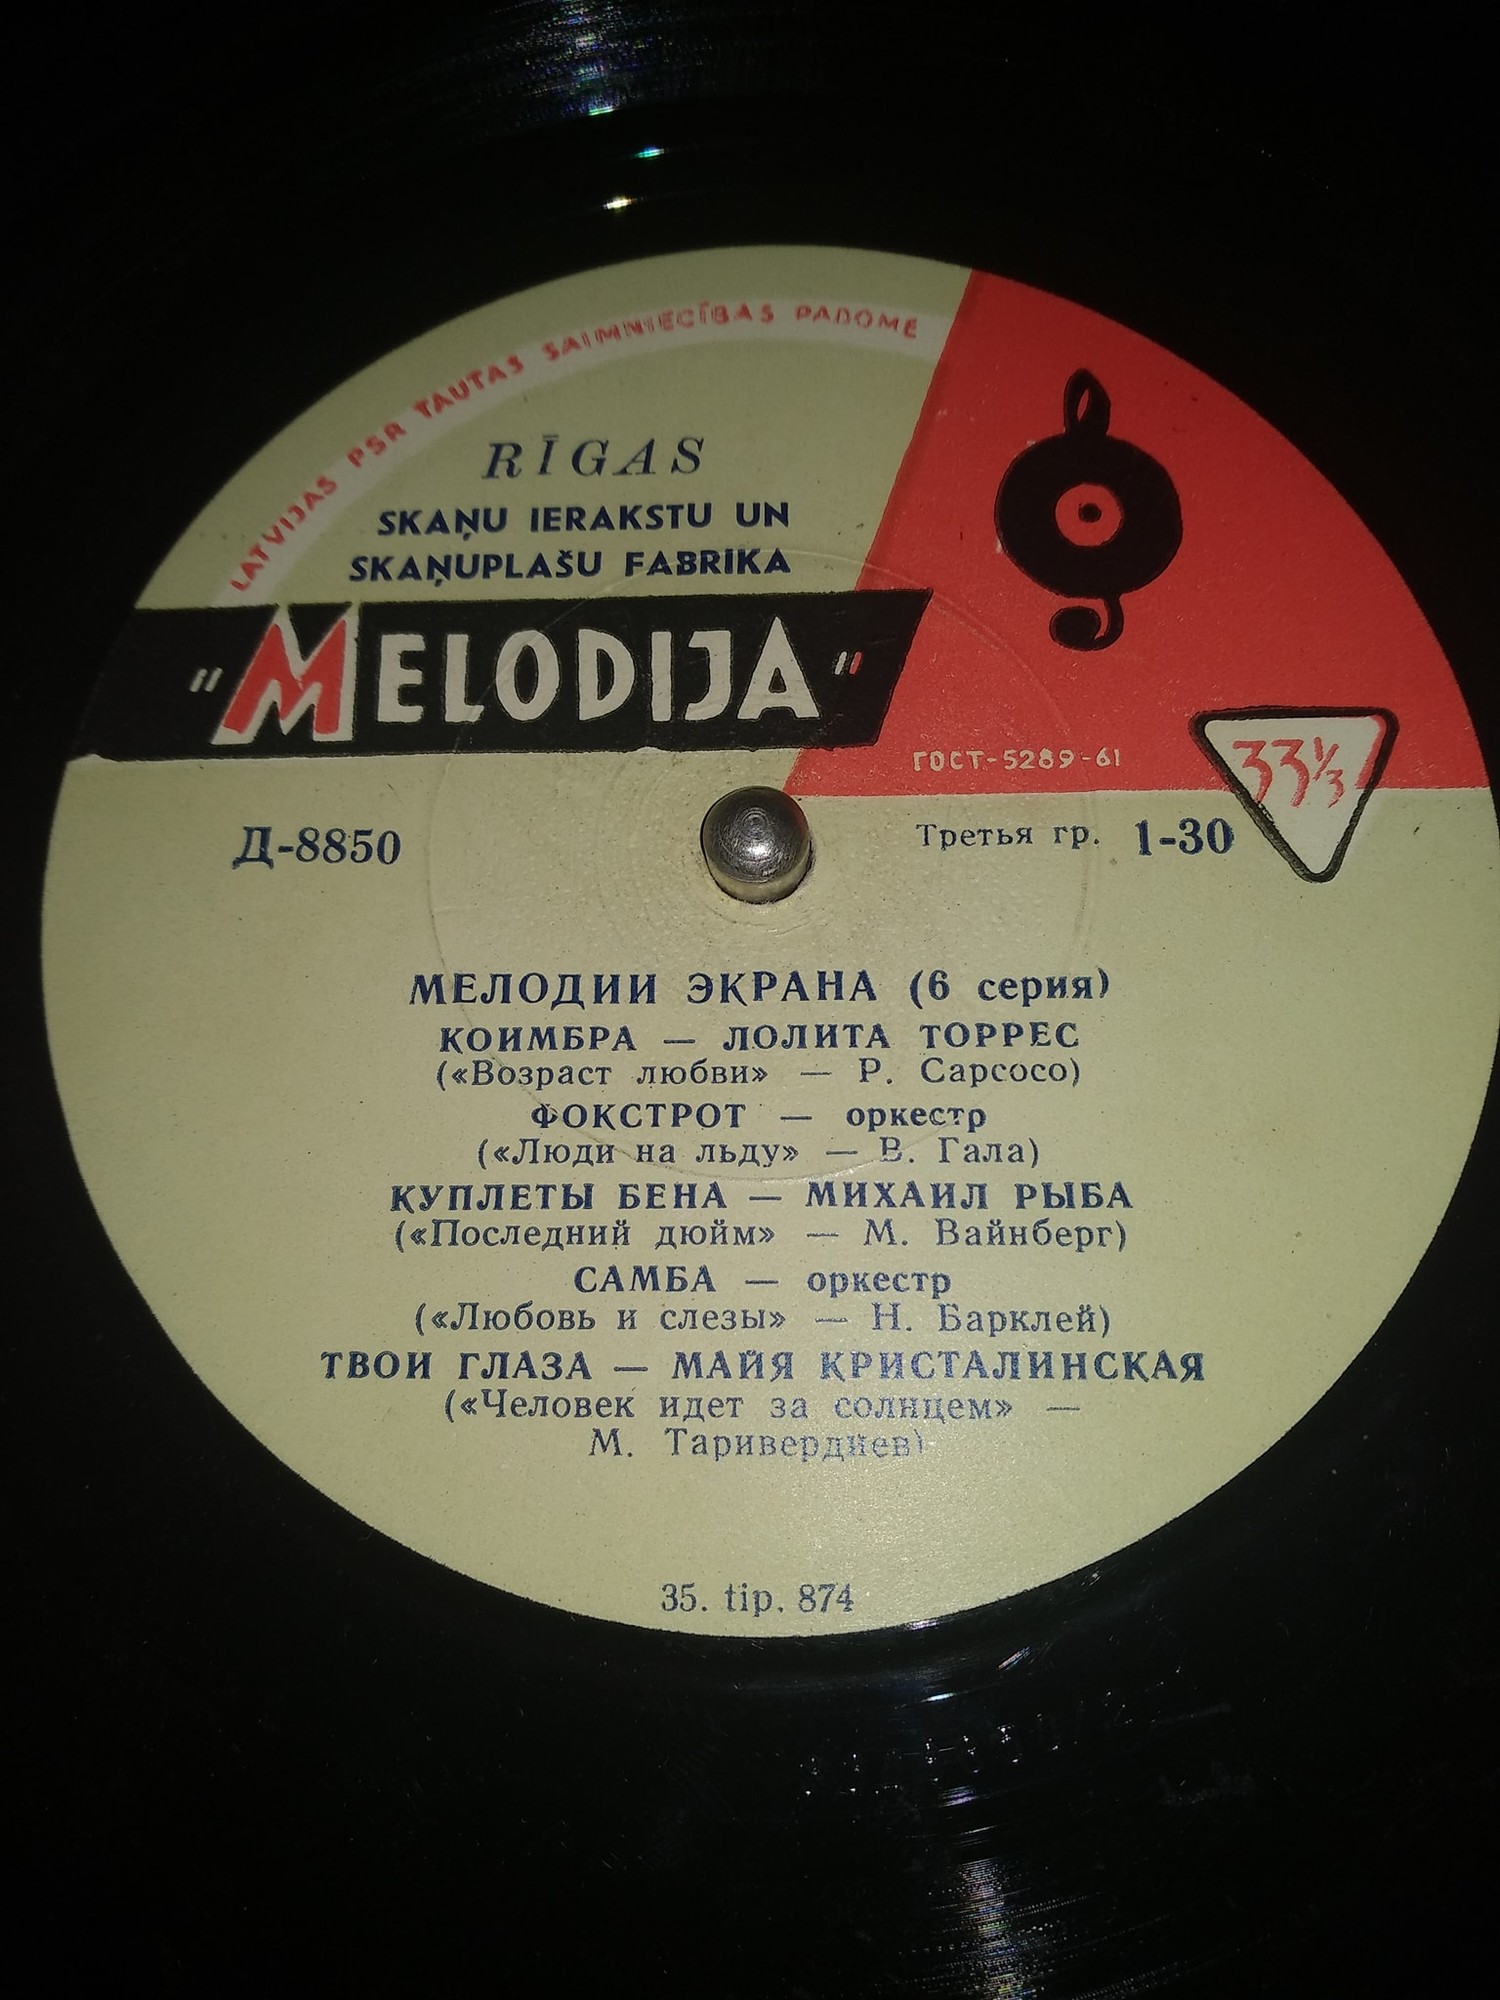 LATVIJAS PSR TAUTAS SAIMNIECĪBAS PADOME
RĪGAS
SKAŅU IERAKSTU UN
SKAŅUPLAŠU FABRIKA
"MELODIJA"
ГОСТ-5289-61
33⅓
Д-8850
Третья гр. 1-30
МЕЛОДИИ ЭКРАНА (6 серия)
КОИМБРА — ЛОЛИТА ТОРРЕС
(«Возраст любви» — Р. Сарсосо)
ФОКСТРОТ — оркестр
(«Люди на льду» — В. Гала)
КУПЛЕТЫ БЕНА — МИХАИЛ РЫБА
(«Последний дюйм» — М. Вайнберг)
САМБА — оркестр
(«Любовь и слезы» — Н. Барклей)
ТВОИ ГЛАЗА — МАЙЯ КРИСТАЛИНСКАЯ
(«Человек идет за солнцем» —
М. Таривердиев)
35. tip. 874